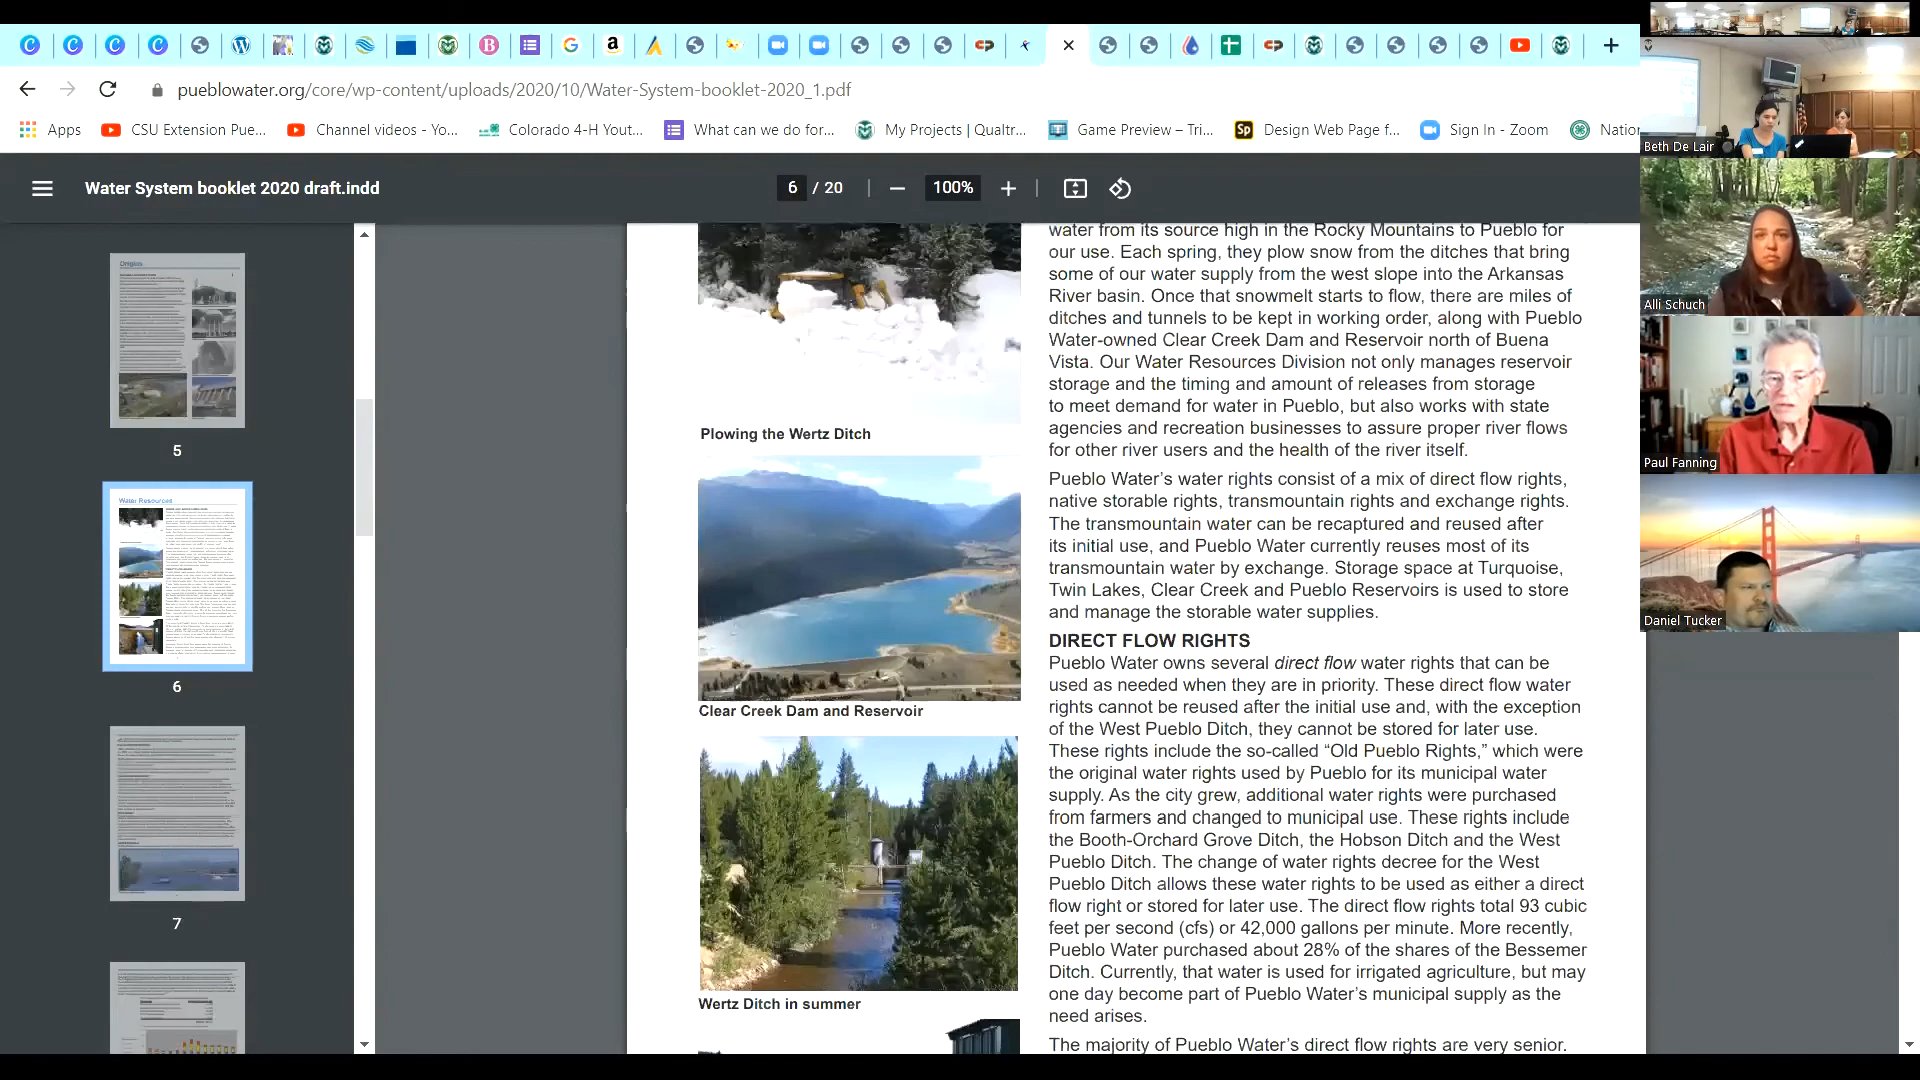 pueblowater.org/core/wp-content/uploads/2020/10/Water-System-booklet-2020_1.pdf
Apps
CSU Extension Pue...
Channel videos - Yo...
Colorado 4-H Yout...
What can we do for...
My Projects | Qualtr...
Game Preview – Tri...
Sp
Design Web Page f...
Sign In - Zoom
Nation
Water System booklet 2020 draft.indd
6 / 20
100%
5
Water Resources
6
7
Plowing the Wertz Ditch
Clear Creek Dam and Reservoir
Wertz Ditch in summer
water from its source high in the Rocky Mountains to Pueblo for
our use. Each spring, they plow snow from the ditches that bring
some of our water supply from the west slope into the Arkansas
River basin. Once that snowmelt starts to flow, there are miles of
ditches and tunnels to be kept in working order, along with Pueblo
Water-owned Clear Creek Dam and Reservoir north of Buena
Vista. Our Water Resources Division not only manages reservoir
storage and the timing and amount of releases from storage
to meet demand for water in Pueblo, but also works with state
agencies and recreation businesses to assure proper river flows
for other river users and the health of the river itself.
Pueblo Water’s water rights consist of a mix of direct flow rights,
native storable rights, transmountain rights and exchange rights.
The transmountain water can be recaptured and reused after
its initial use, and Pueblo Water currently reuses most of its
transmountain water by exchange. Storage space at Turquoise,
Twin Lakes, Clear Creek and Pueblo Reservoirs is used to store
and manage the storable water supplies.
DIRECT FLOW RIGHTS
Pueblo Water owns several direct flow water rights that can be
used as needed when they are in priority. These direct flow water
rights cannot be reused after the initial use and, with the exception
of the West Pueblo Ditch, they cannot be stored for later use.
These rights include the so-called “Old Pueblo Rights,” which were
the original water rights used by Pueblo for its municipal water
supply. As the city grew, additional water rights were purchased
from farmers and changed to municipal use. These rights include
the Booth-Orchard Grove Ditch, the Hobson Ditch and the West
Pueblo Ditch. The change of water rights decree for the West
Pueblo Ditch allows these water rights to be used as either a direct
flow right or stored for later use. The direct flow rights total 93 cubic
feet per second (cfs) or 42,000 gallons per minute. More recently,
Pueblo Water purchased about 28% of the shares of the Bessemer
Ditch. Currently, that water is used for irrigated agriculture, but may
one day become part of Pueblo Water’s municipal supply as the
need arises.
The majority of Pueblo Water’s direct flow rights are very senior.
Beth De Lair
Alli Schuch
Paul Fanning
Daniel Tucker